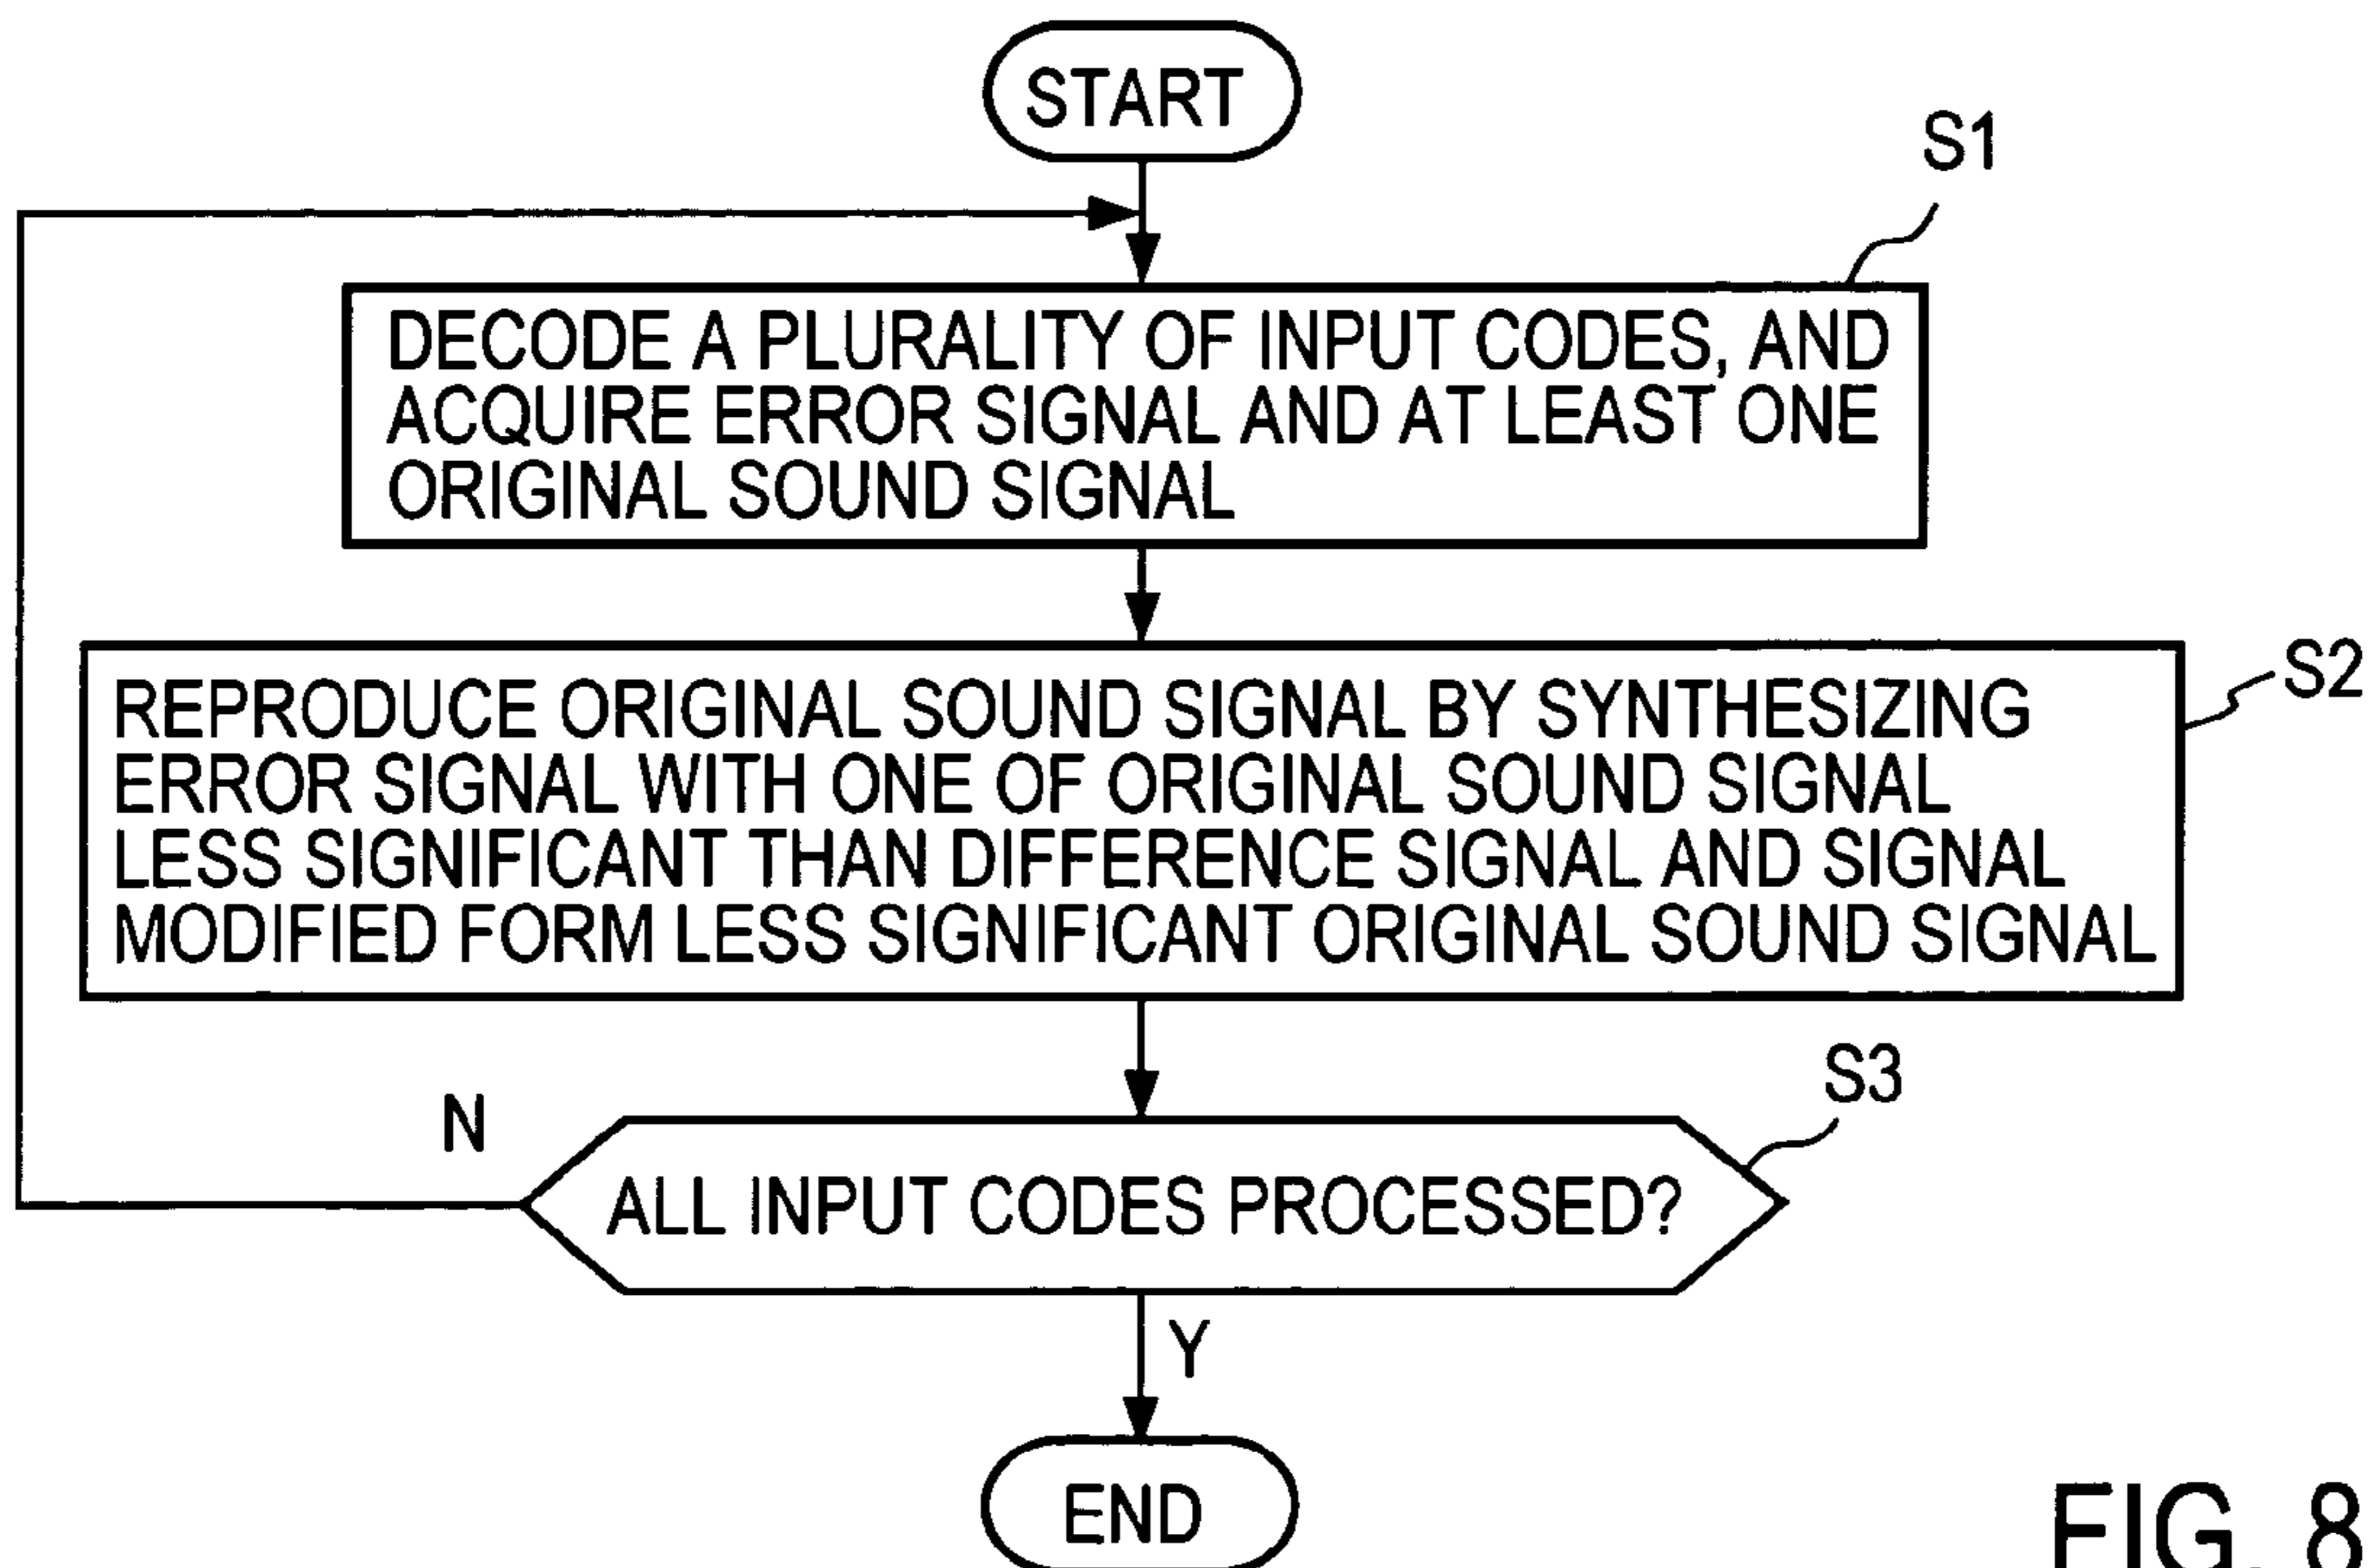 START
S1
DECODE A PLURALITY OF INPUT CODES, AND
ACQUIRE ERROR SIGNAL AND AT LEAST ONE
ORIGINAL SOUND SIGNAL
S2
REPRODUCE ORIGINAL SOUND SIGNAL BY SYNTHESIZING
ERROR SIGNAL WITH ONE OF ORIGINAL SOUND SIGNAL
LESS SIGNIFICANT THAN DIFFERENCE SIGNAL AND SIGNAL
MODIFIED FORM LESS SIGNIFICANT ORIGINAL SOUND SIGNAL
S3
N
ALL INPUT CODES PROCESSED?
Y
END
FIG. 8